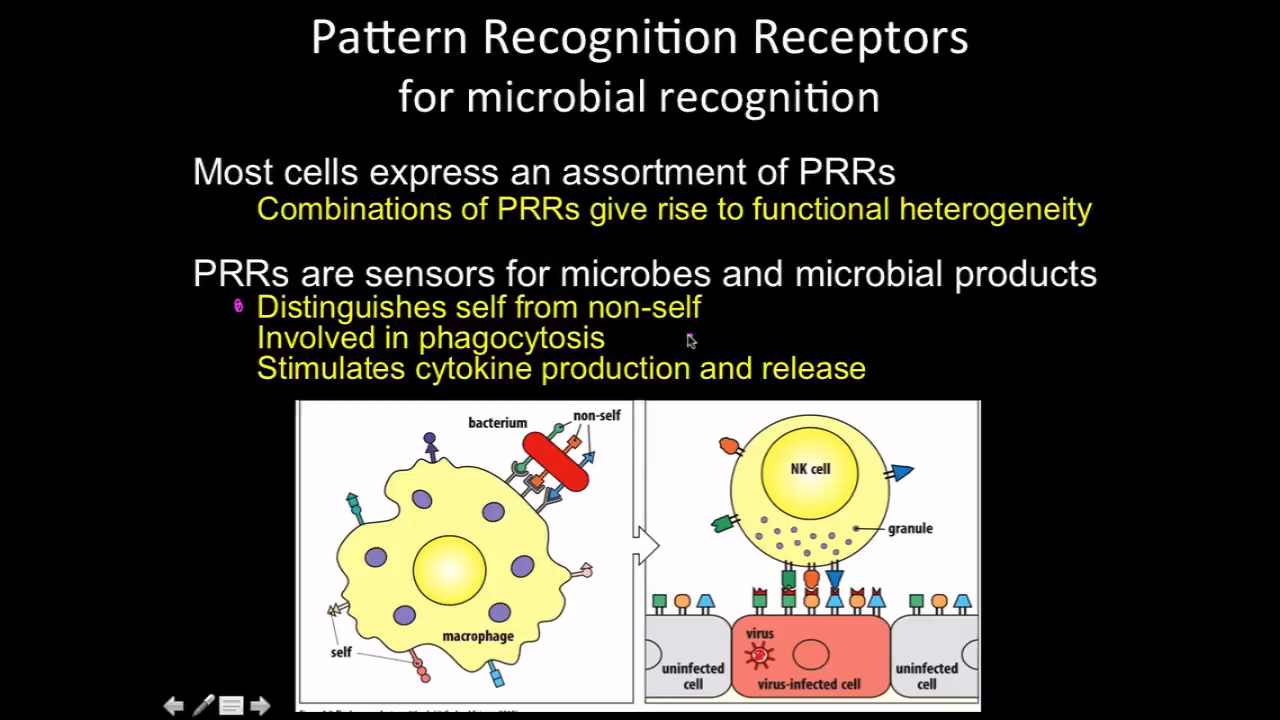 Pattern Recognition Receptors
for microbial recognition
Most cells express an assortment of PRRs
Combinations of PRRs give rise to functional heterogeneity
PRRs are sensors for microbes and microbial products
Distinguishes self from non-self
Involved in phagocytosis
Stimulates cytokine production and release
bacterium
non-self
macrophage
self
NK cell
granule
virus
uninfected
cell
virus-infected cell
uninfected
cell